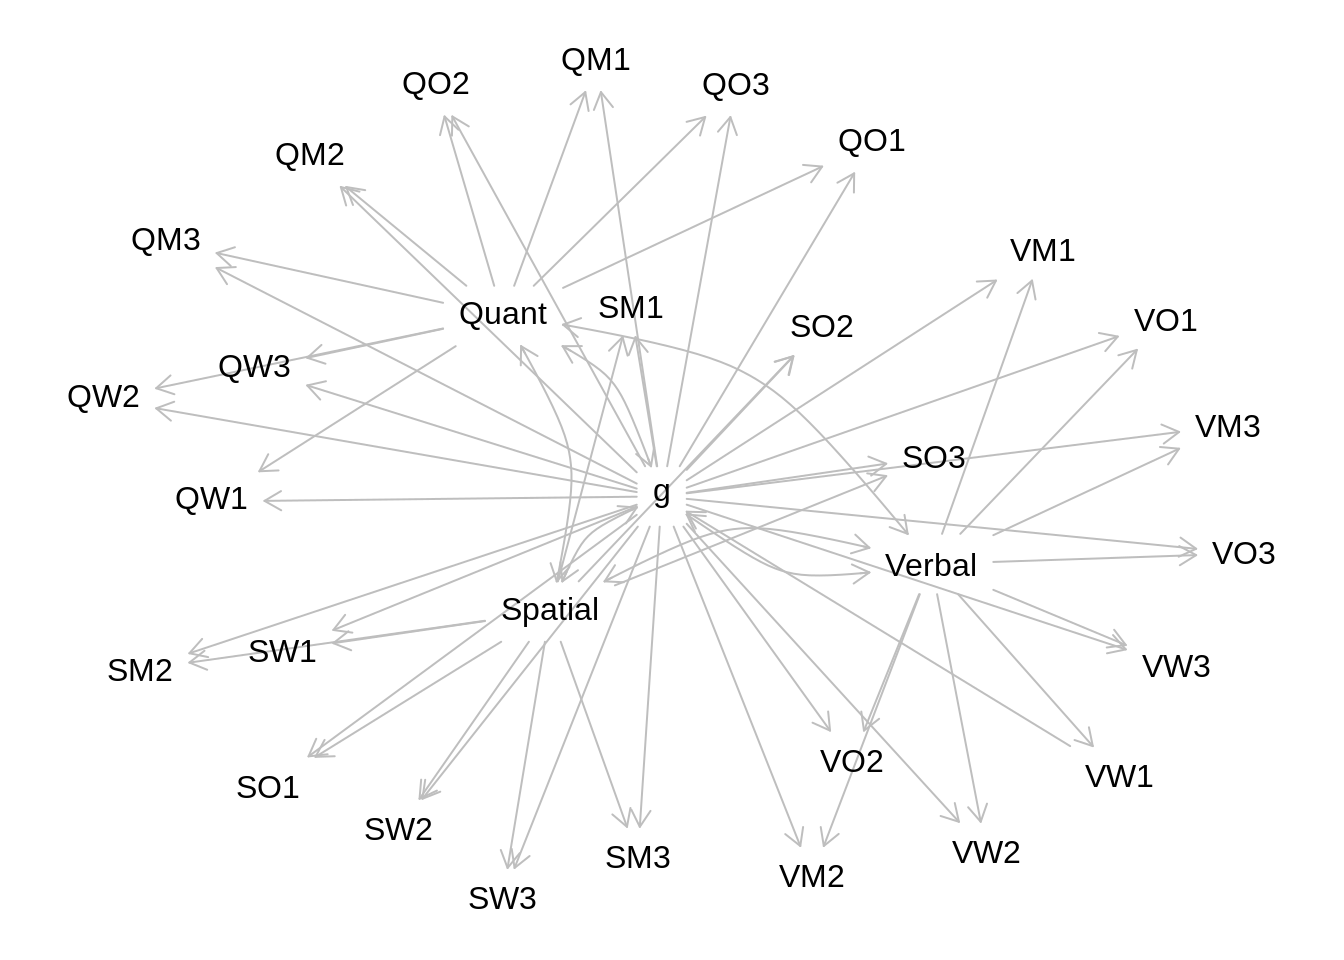 QM1
QO2
QO3
QO1
QM2
QM3
VM1
SM1
Quant
VO1
SO2
QW3
QW2
VM3
SO3
g
QW1
VO3
Verbal
Spatial
SW1
VW3
SM2
VO2
VW1
SO1
SW2
VW2
SM3
VM2
SW3